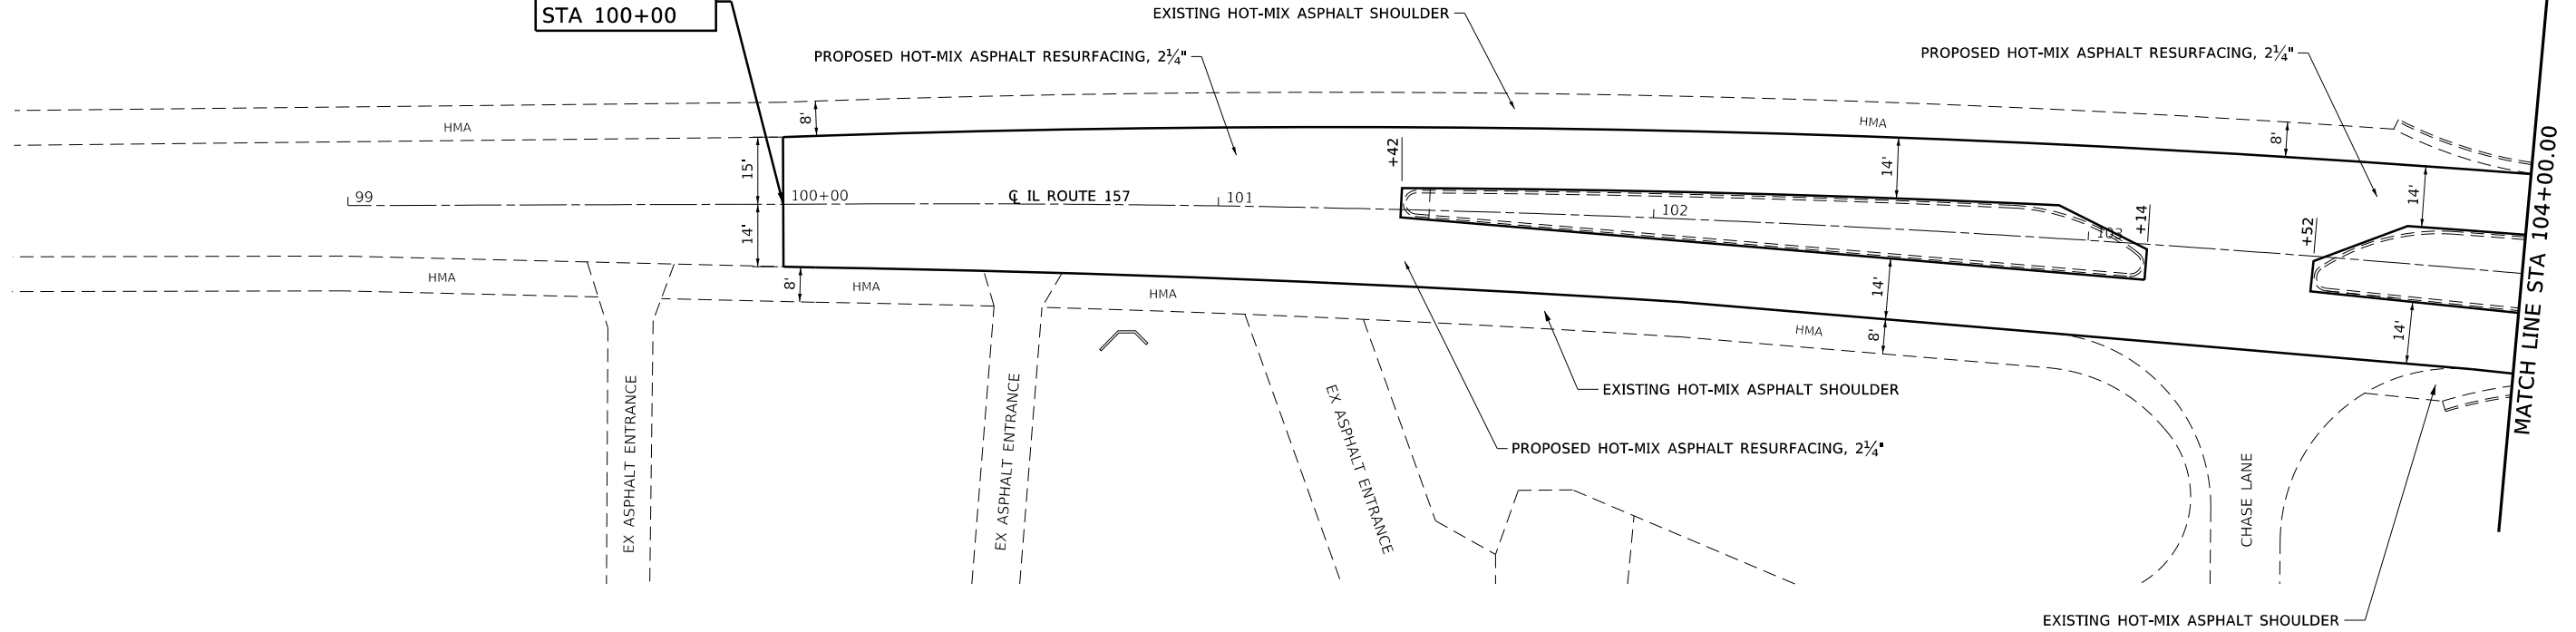 STA 100+00
EXISTING HOT-MIX ASPHALT SHOULDER
PROPOSED HOT-MIX ASPHALT RESURFACING, 2¼"
PROPOSED HOT-MIX ASPHALT RESURFACING, 2¼"
HMA
8'
HMA
8'
15'
+42
14'
14'
99
100+00
℄ IL ROUTE 157
101
102
103
+14
+52
14'
HMA
8'
HMA
HMA
14'
8'
HMA
14'
MATCH LINE STA 104+00.00
EX ASPHALT ENTRANCE
EX ASPHALT ENTRANCE
EX ASPHALT ENTRANCE
EXISTING HOT-MIX ASPHALT SHOULDER
PROPOSED HOT-MIX ASPHALT RESURFACING, 2¼"
CHASE LANE
EXISTING HOT-MIX ASPHALT SHOULDER